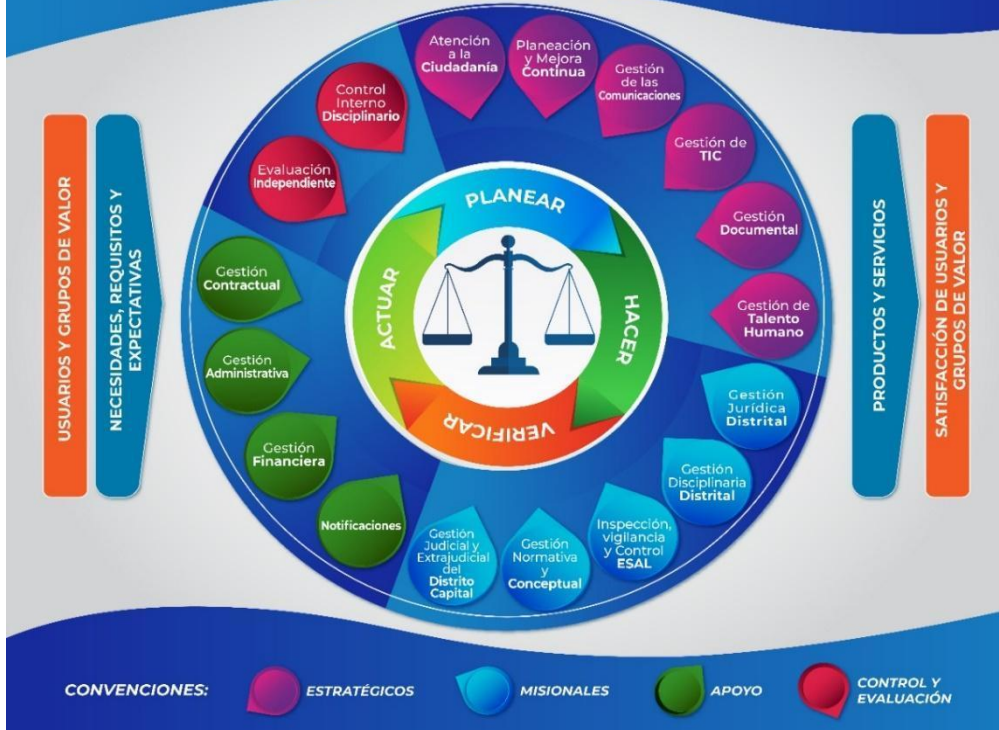 USUARIOS Y GRUPOS DE VALOR
NECESIDADES, REQUISITOS Y
EXPECTATIVAS
Atención
a la
Ciudadanía
Planeación
y Mejora
Continua
Gestión
de las
Comunicaciones
Gestión de
TIC
Gestión
Documental
Gestión de
Talento
Humano
Gestión
Jurídica
Distrital
Gestión
Disciplinaria
Distrital
Inspección,
vigilancia
y Control
ESAL
Gestión
Normativa
y
Conceptual
Gestión
Judicial y
Extrajudicial
del
Distrito
Capital
Notificaciones
Gestión
Financiera
Gestión
Administrativa
Gestión
Contractual
Evaluación
Independiente
Control
Interno
Disciplinario
PLANEAR
HACER
VERIFICAR
ACTUAR
PRODUCTOS Y SERVICIOS
SATISFACCIÓN DE USUARIOS Y
GRUPOS DE VALOR
CONVENCIONES:
ESTRATÉGICOS
MISIONALES
APOYO
CONTROL Y
EVALUACIÓN